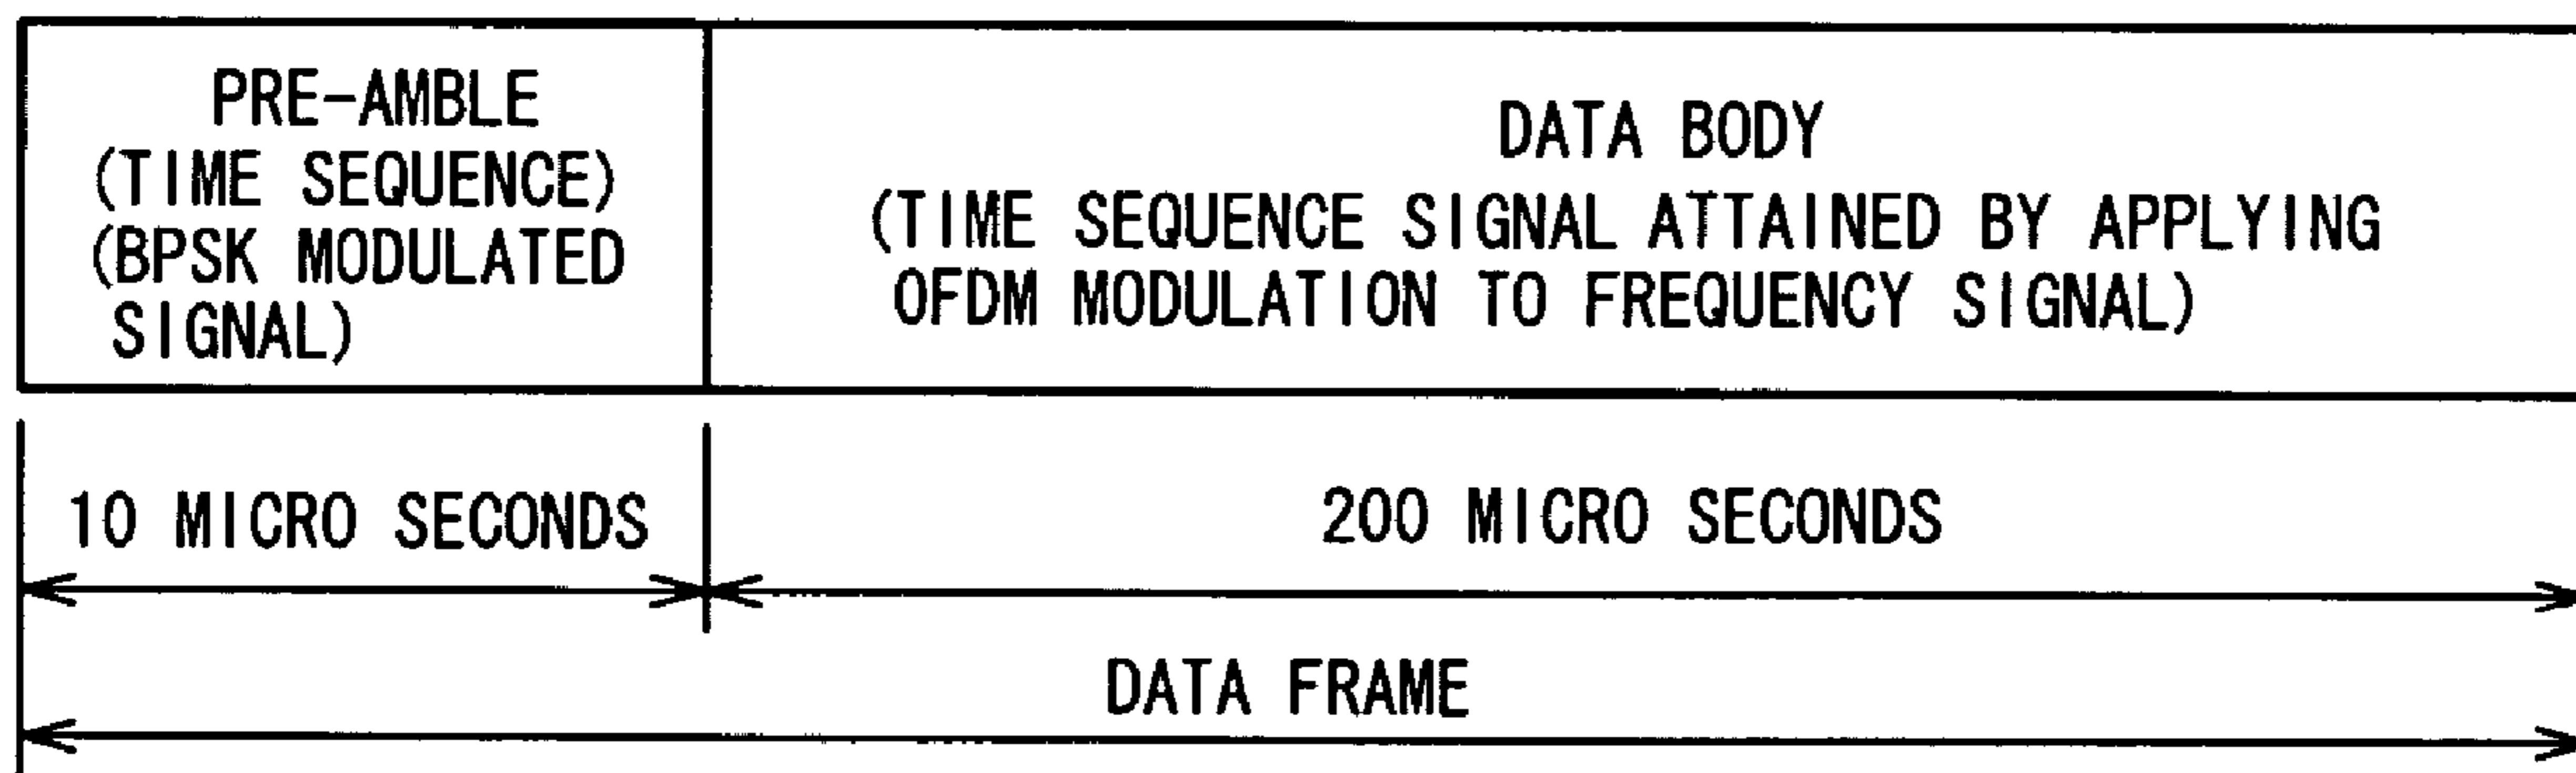 PRE-AMBLE
(TIME SEQUENCE)
(BPSK MODULATED
SIGNAL)
DATA BODY
(TIME SEQUENCE SIGNAL ATTAINED BY APPLYING
OFDM MODULATION TO FREQUENCY SIGNAL)
10 MICRO SECONDS
200 MICRO SECONDS
DATA FRAME